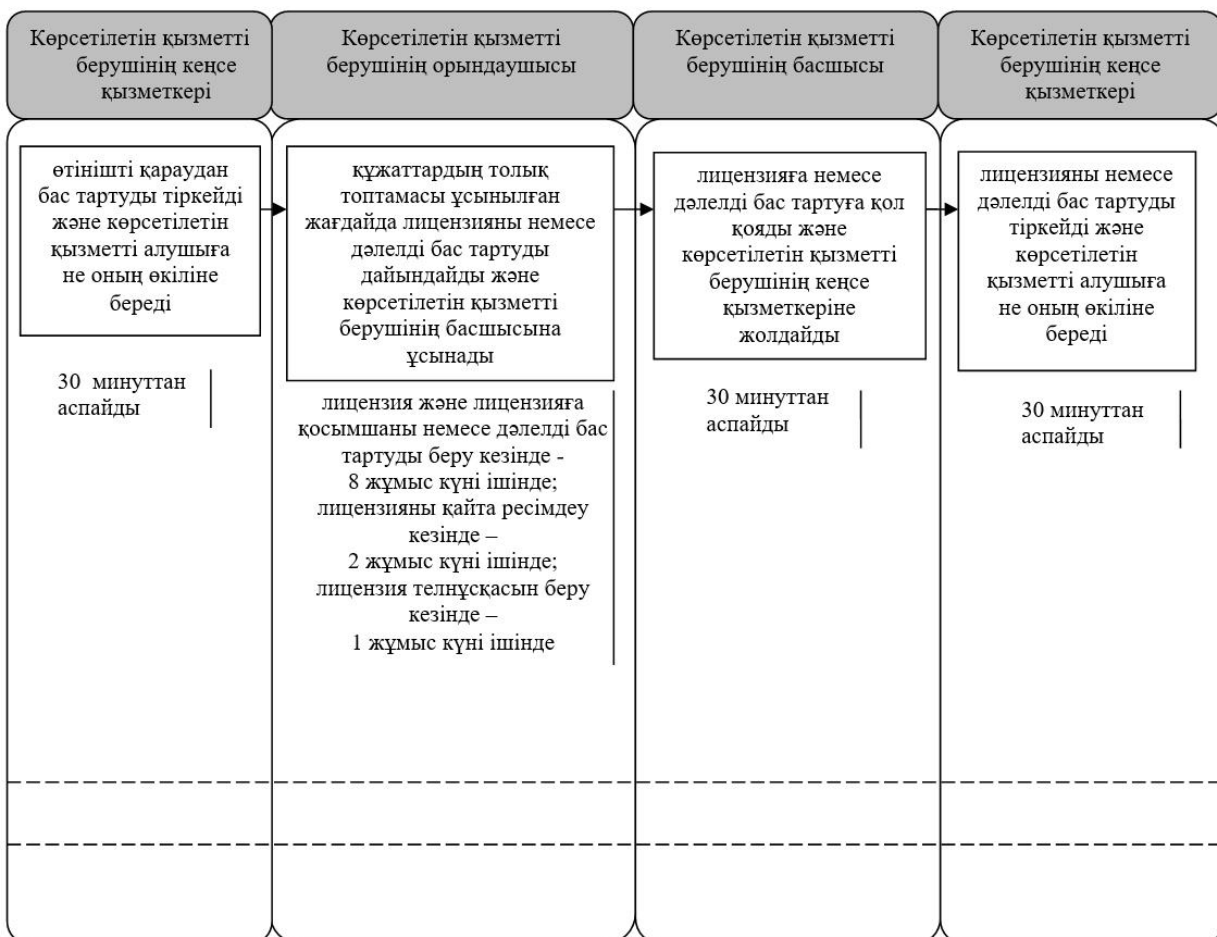 Көрсетілетін қызметті
берушінің кеңсе
қызметкері
Көрсетілетін қызметті
берушінің орындаушысы
Көрсетілетін қызметті
берушінің басшысы
Көрсетілетін қызметті
берушінің кеңсе
қызметкері
өтінішті қараудан
бас тартуды тіркейді
және көрсетілетін
қызметті алушыға
не оның өкіліне
береді
30 минуттан
аспайды
құжаттардың толық
топтамасы ұсынылған
жағдайда лицензияны немесе
дәлелді бас тартуды
дайындайды және
көрсетілетін қызметті
берушінің басшысына
ұсынады
лицензия және лицензияға
қосымшаны немесе дәлелді бас
тартуды беру кезінде -
8 жұмыс күні ішінде;
лицензияны қайта ресімдеу
кезінде –
2 жұмыс күні ішінде;
лицензия телнұсқасын беру
кезінде –
1 жұмыс күні ішінде
лицензияға немесе
дәлелді бас тартуға қол
қояды және
көрсетілетін қызметті
берушінің кеңсе
қызметкеріне
жолдайды
30 минуттан
аспайды
лицензияны немесе
дәлелді бас тартуды
тіркейді және
көрсетілетін
қызметті алушыға
не оның өкіліне
береді
30 минуттан
аспайды